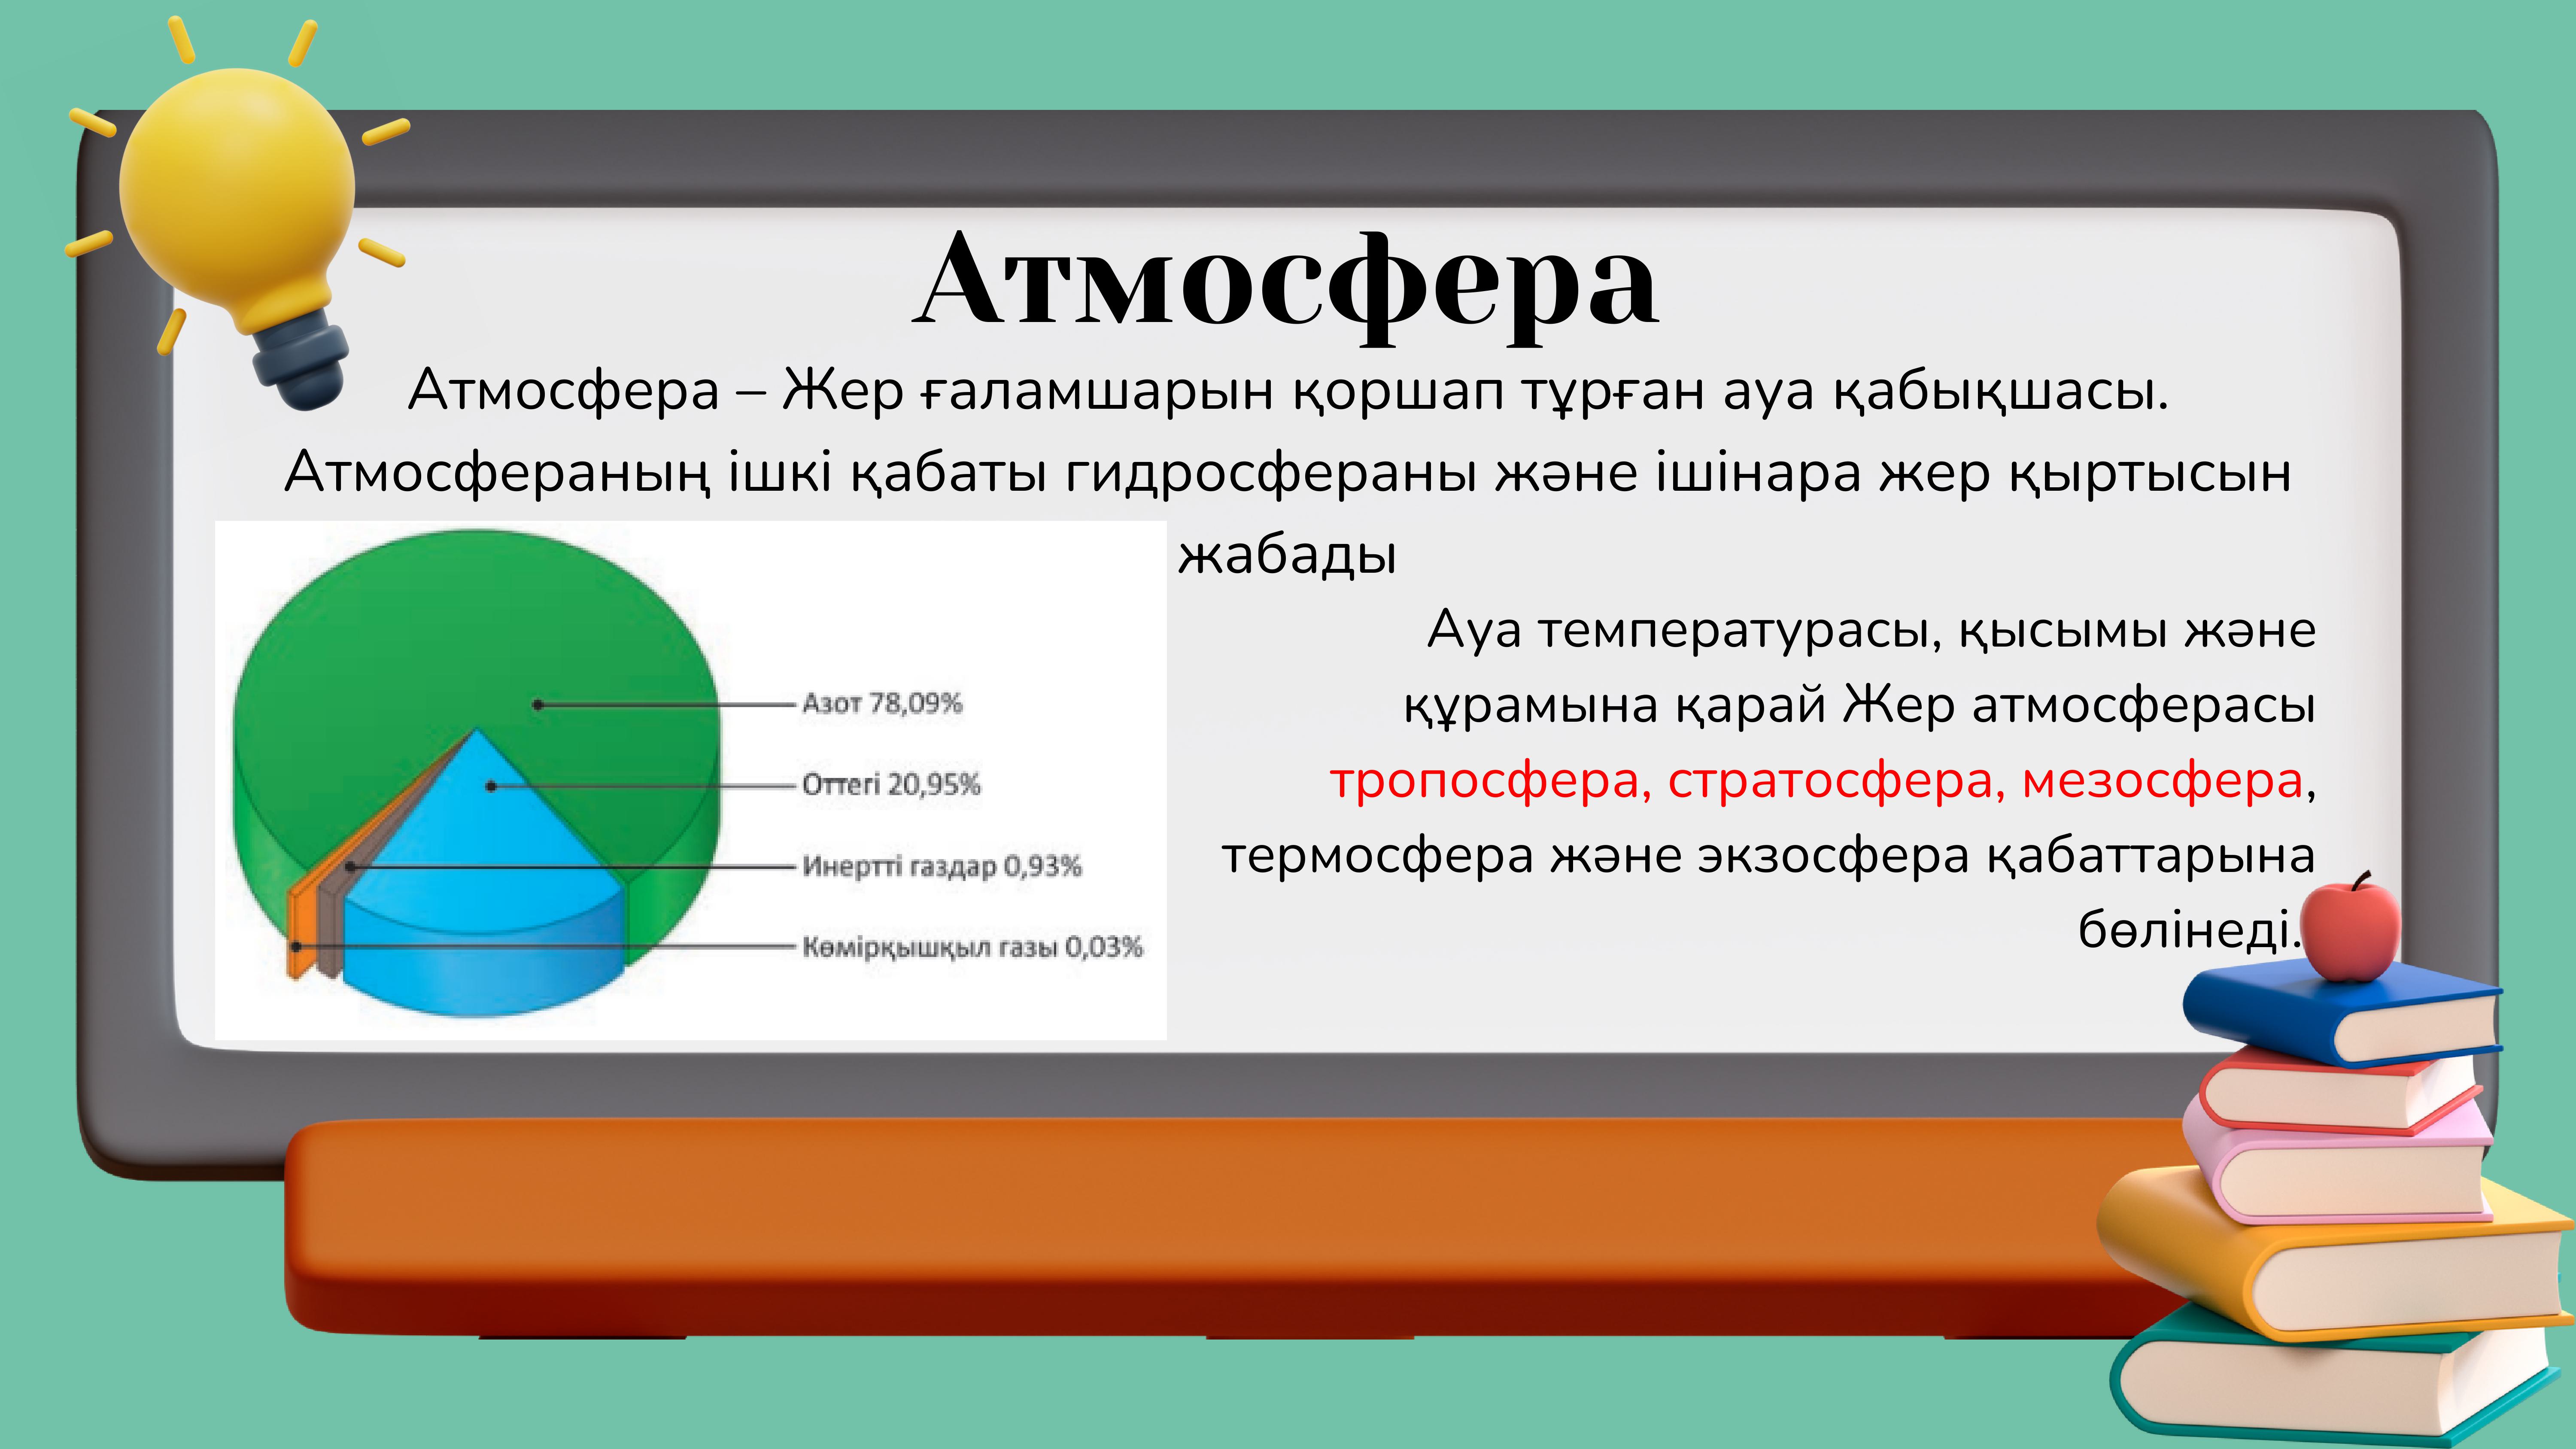 Атмосфера
Атмосфера – Жер ғаламшарын қоршап тұрған ауа қабықшасы.
Атмосфераның ішкі қабаты гидросфераны және ішінара жер қыртысын
жабады
Азот 78,09%
Оттегі 20,95%
Инертті газдар 0,93%
Көмірқышқыл газы 0,03%
Ауа температурасы, қысымы және
құрамына қарай Жер атмосферасы
тропосфера, стратосфера, мезосфера,
термосфера және экзосфера қабаттарына
бөлінеді.